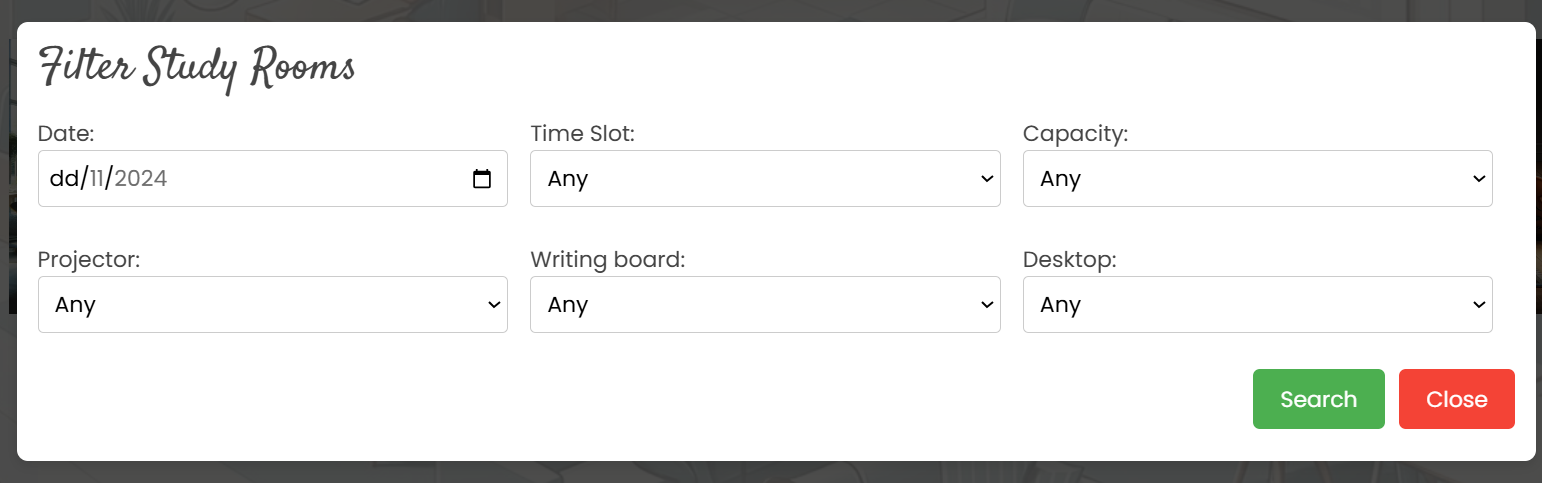 Filter Study Rooms
Date: Time Slot: Capacity:
dd/11/2024 Any Any
Projector: Writing board: Desktop:
Any Any Any
Search Close